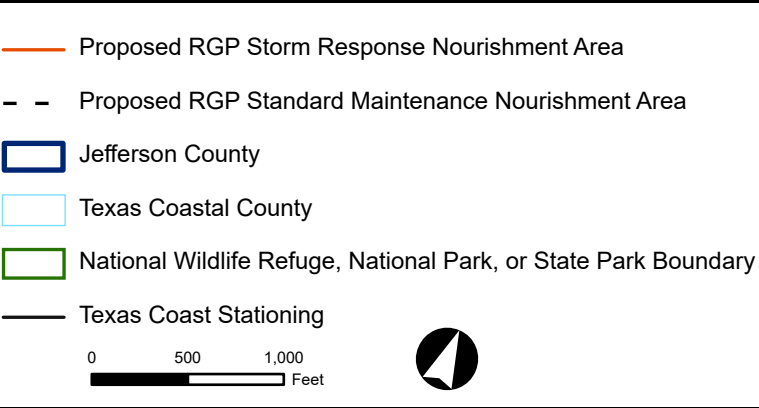 Proposed RGP Storm Response Nourishment Area
Proposed RGP Standard Maintenance Nourishment Area
Jefferson County
Texas Coastal County
National Wildlife Refuge, National Park, or State Park Boundary
Texas Coast Stationing
0 500 1,000
Feet